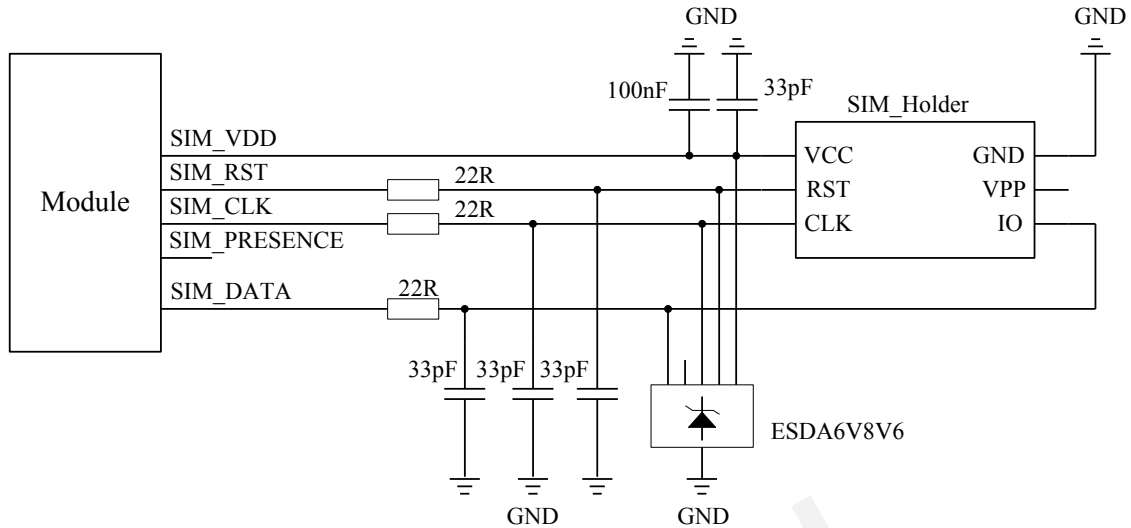 GND
GND
100nF
33pF
SIM_Holder
SIM_VDD
VCC
GND
SIM_RST
22R
RST
VPP
Module
SIM_CLK
22R
CLK
IO
SIM_PRESENCE
SIM_DATA
22R
33pF
33pF
33pF
ESDA6V8V6
GND
GND